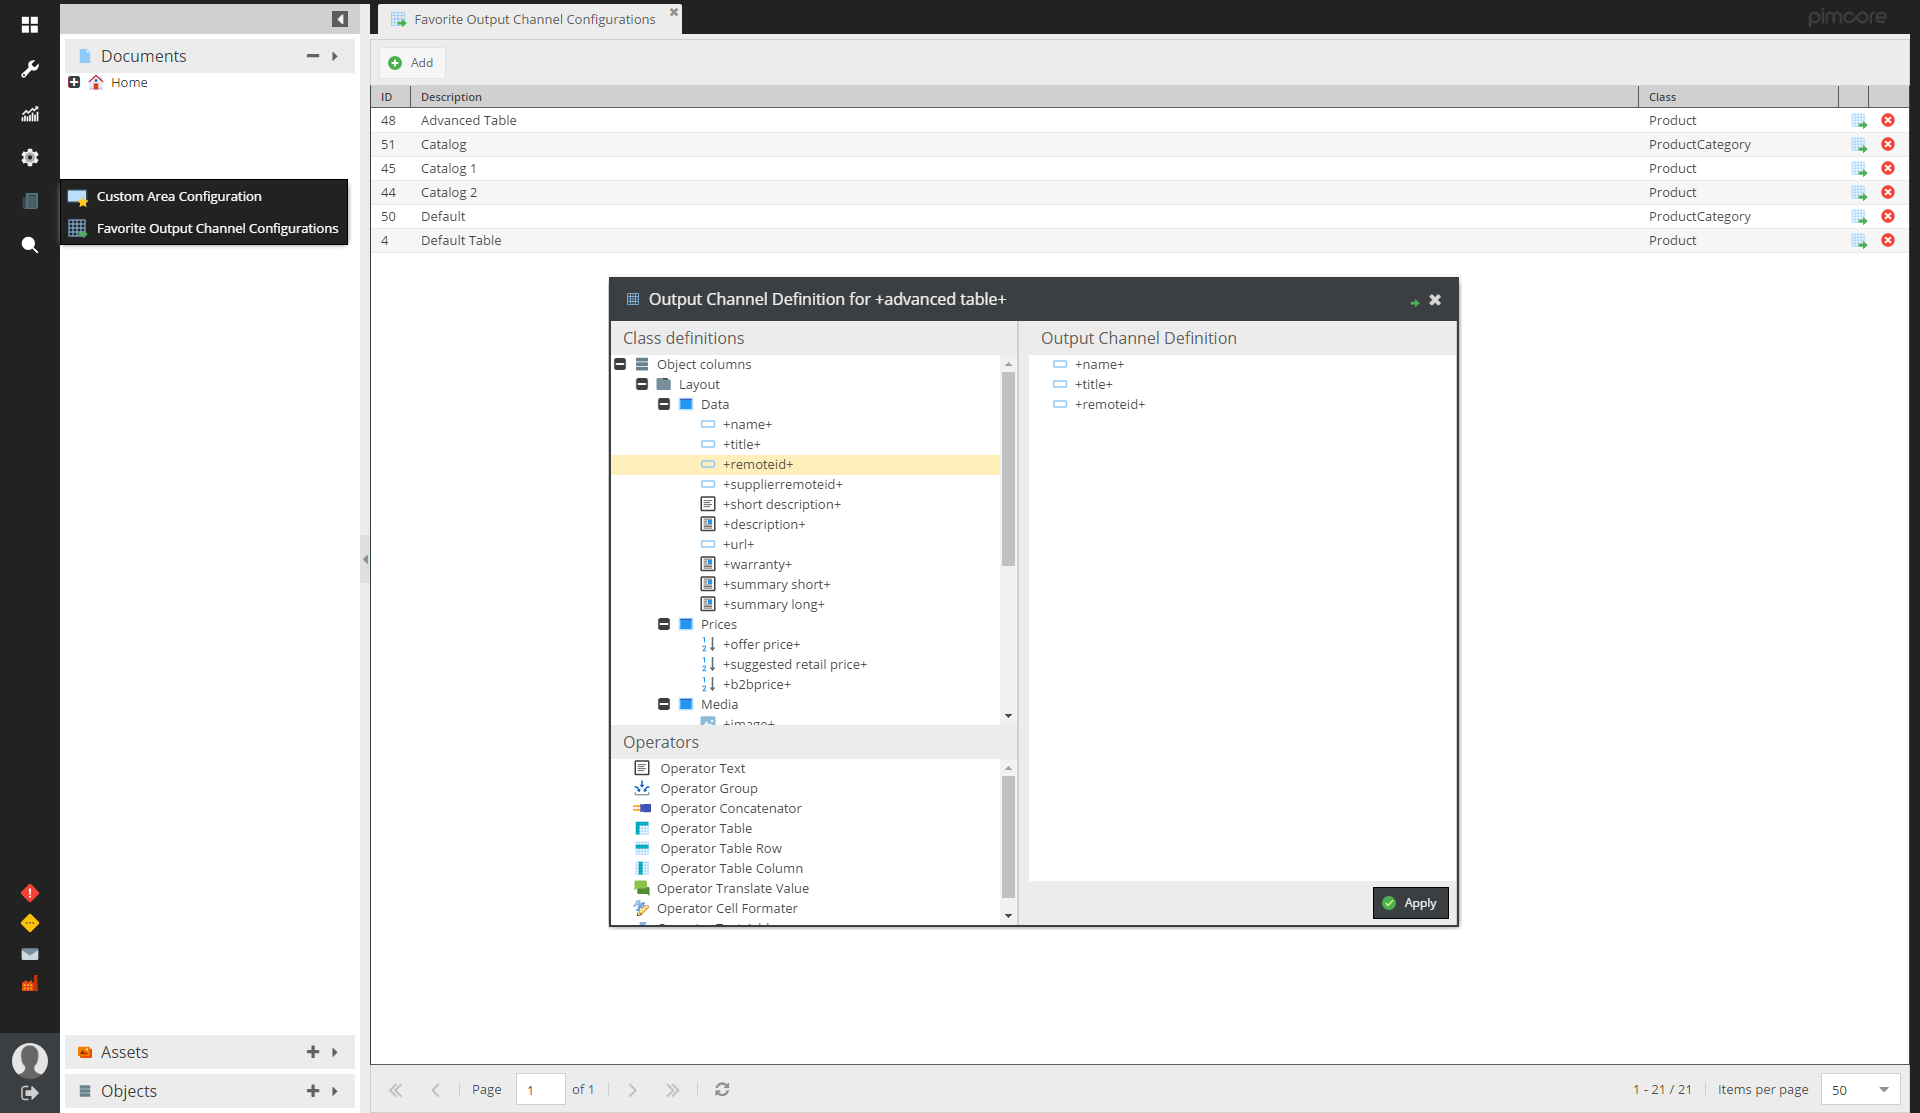 Favorite Output Channel Configurations
pimcore
Documents
Home
Custom Area Configuration
Favorite Output Channel Configurations
Add
ID Description Class
48 Advanced Table Product
51 Catalog ProductCategory
45 Catalog 1 Product
44 Catalog 2 Product
50 Default ProductCategory
4 Default Table Product
Output Channel Definition for +advanced table+
Class definitions
Object columns
Layout
Data
+name+
+title+
+remoteid+
+supplierremoteid+
+short description+
+description+
+url+
+warranty+
+summary short+
+summary long+
Prices
+offer price+
+suggested retail price+
+b2bprice+
Media
+image+
Operators
Operator Text
Operator Group
Operator Concatenator
Operator Table
Operator Table Row
Operator Table Column
Operator Translate Value
Operator Cell Formater
Output Channel Definition
+name+
+title+
+remoteid+
Apply
Assets
Objects
Page 1 of 1
1 - 21 / 21 Items per page 50